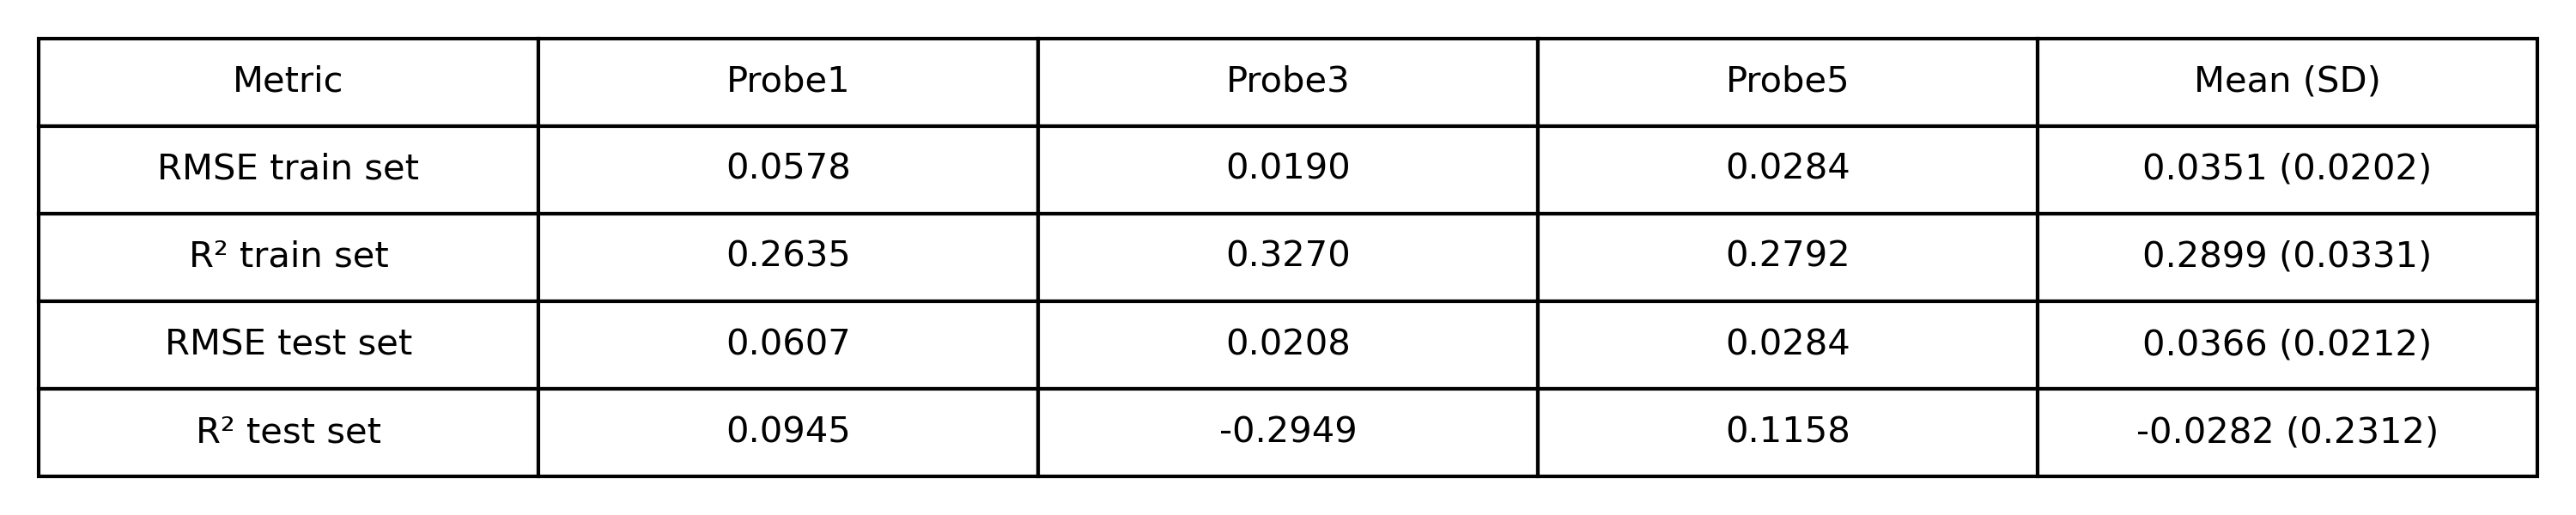 Metric Probe1 Probe3 Probe5 Mean (SD)
RMSE train set 0.0578 0.0190 0.0284 0.0351 (0.0202)
R² train set 0.2635 0.3270 0.2792 0.2899 (0.0331)
RMSE test set 0.0607 0.0208 0.0284 0.0366 (0.0212)
R² test set 0.0945 -0.2949 0.1158 -0.0282 (0.2312)